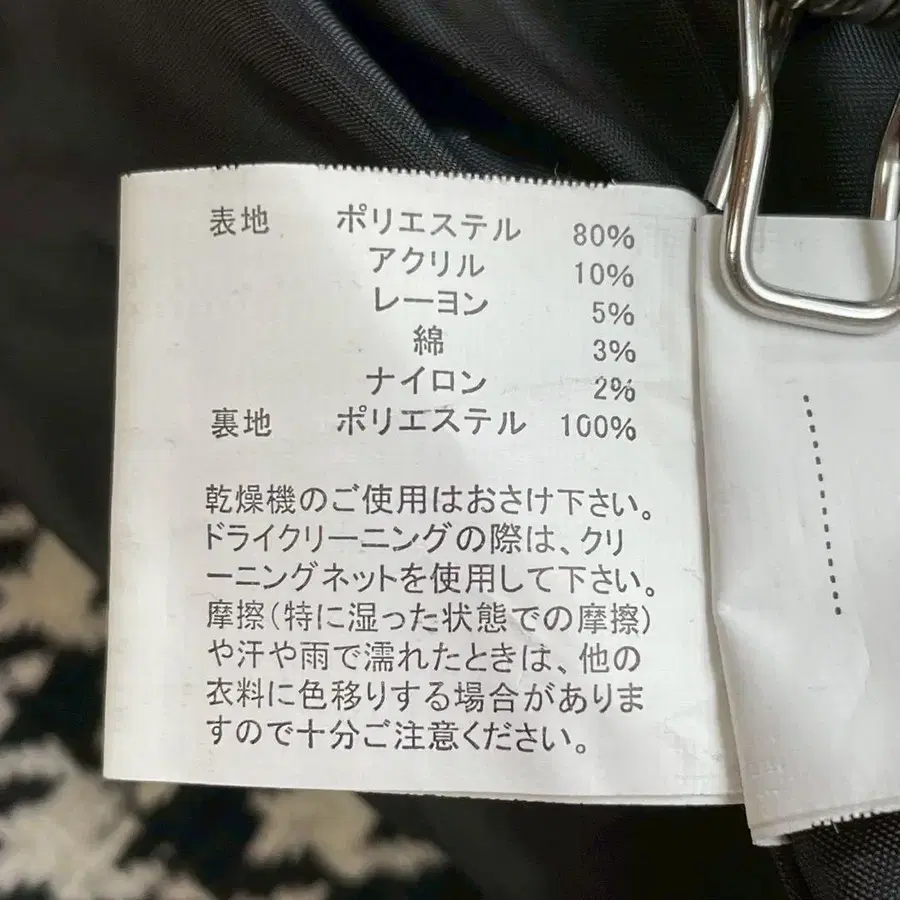 表地 ポリエステル 80%
アクリル 10%
レーヨン 5%
綿 3%
ナイロン 2%
裏地 ポリエステル 100%
乾燥機のご使用はおさけ下さい。
ドライクリーニングの際は、クリ
ーニングネットを使用して下さい。
摩擦(特に湿った状態での摩擦)
や汗や雨で濡れたときは、他の
衣料に色移りする場合がありま
すので十分ご注意ください。